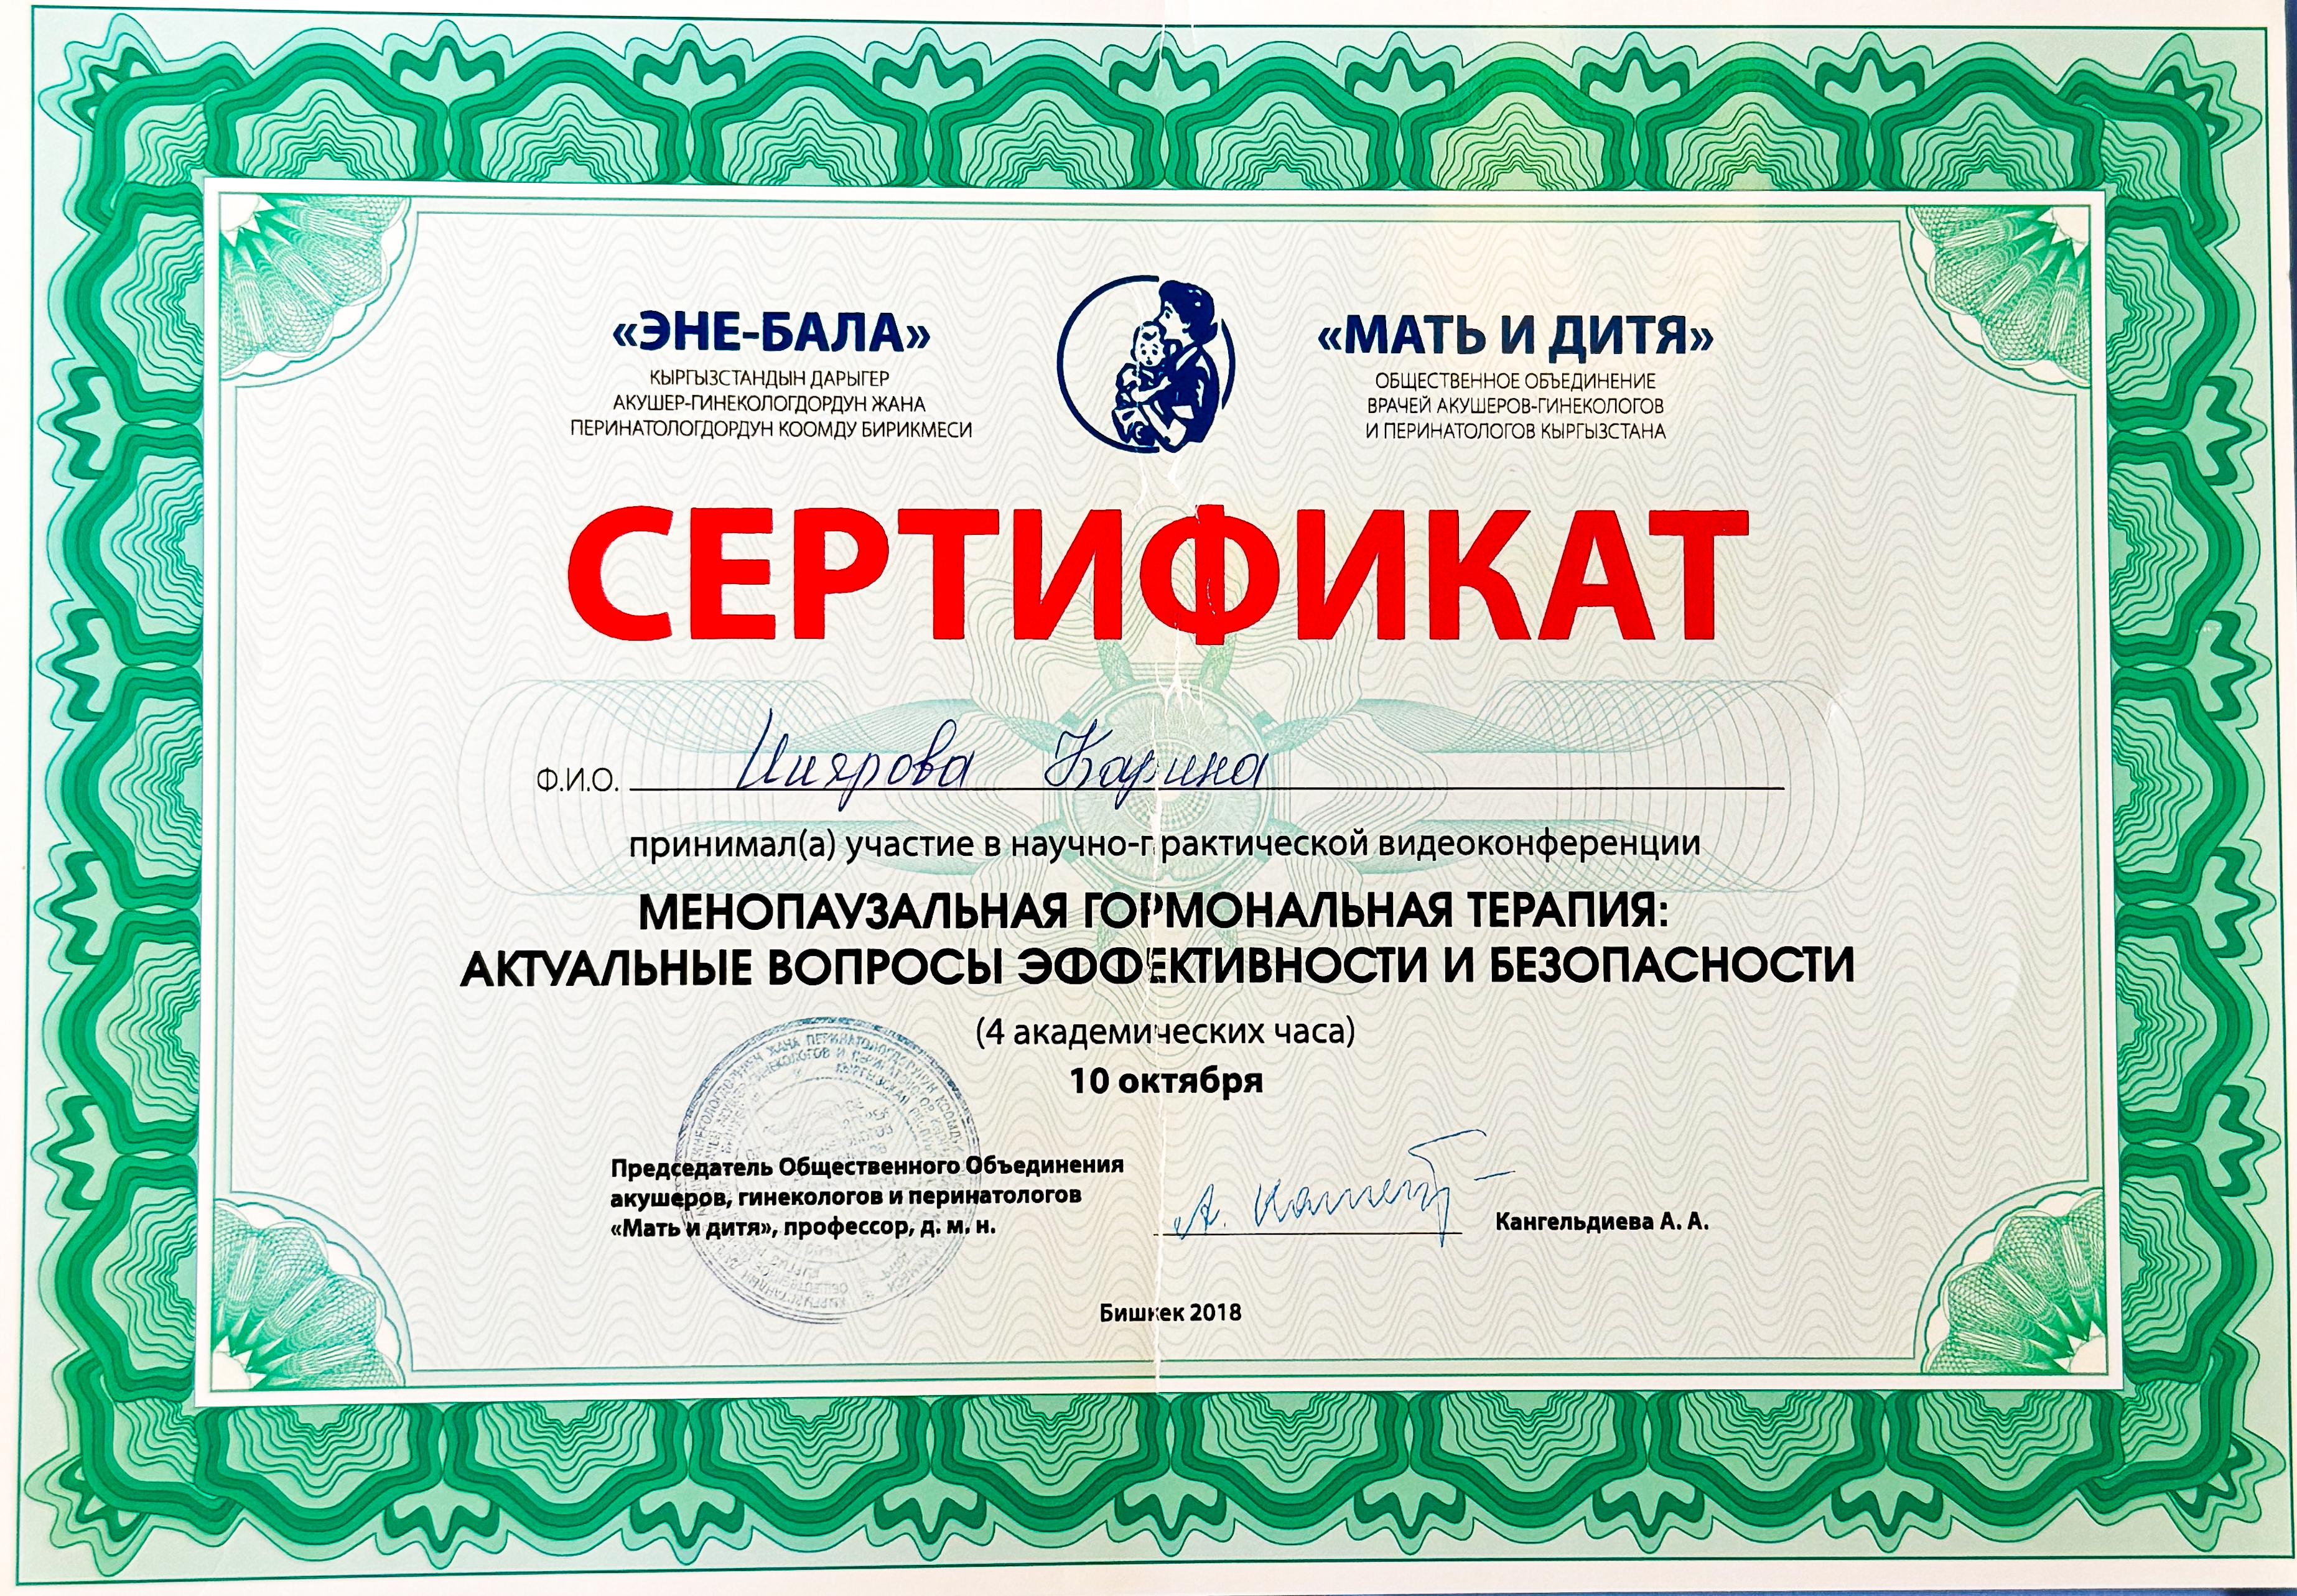 «ЭНЕ-БАЛА»
КЫРГЫЗСТАНДЫН ДАРЫГЕР
АКУШЕР-ГИНЕКОЛОГДОРДУН ЖАНА
ПЕРИНАТОЛОГДОРДУН КООМДУ БИРИКМЕСИ
«МАТЬ И ДИТЯ»
ОБЩЕСТВЕННОЕ ОБЪЕДИНЕНИЕ
ВРАЧЕЙ АКУШЕРОВ-ГИНЕКОЛОГОВ
И ПЕРИНАТОЛОГОВ КЫРГЫЗСТАНА
СЕРТИФИКАТ
Ф.И.О. Ниярова Карина
принимал(а) участие в научно-практической видеоконференции
МЕНОПАУЗАЛЬНАЯ ГОРМОНАЛЬНАЯ ТЕРАПИЯ:
АКТУАЛЬНЫЕ ВОПРОСЫ ЭФФЕКТИВНОСТИ И БЕЗОПАСНОСТИ
(4 академических часа)
10 октября
Председатель Общественного Объединения
акушеров, гинекологов и перинатологов
«Мать и дитя», профессор, д. м. н.
Кангельдиева А. А.
Бишкек 2018